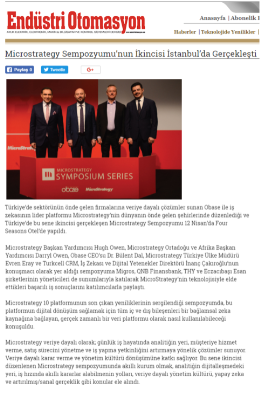 Endüstri Otomasyon
Anasayfa | Abonelik I
Haberler | Teknolojide Yenilikler |
Microstrategy Sempozyumu'nun İkincisi İstanbul'da Gerçekleşti
Paylaş 0 Tweetle G+
MICROSTRATEGY
SYMPOSIUM SERIES
obase MicroStrategy
Türkiye'de sektörünün önde gelen firmalarına veriye dayalı çözümler sunan Obase ile iş
zekasının lider platformu Microstrategy'nin dünyanın önde gelen şehirlerinde düzenlediği ve
Türkiye'de bu sene ikincisi gerçekleşen Microstrategy Sempozyumu 12 Nisan'da Four
Seasons Otel'de yapıldı.
Microstrategy Başkan Yardımcısı Hugh Owen, Microstrategy Ortadoğu ve Afrika Başkan
Yardımcısı Darryl Owen, Obase CEO'su Dr. Bülent Dal, Microstrategy Türkiye Ülke Müdürü
Evren Eray ve Turkcell CRM, İş Zekası ve Dijital Yetenekler Direktörü İnanç Çakıroğlu'nun
konuşmacı olarak yer aldığı sempozyuma Migros, QNB Finansbank, THY ve Eczacıbaşı Esan
şirketlerinin yöneticileri de sunumlarıyla katılarak MicroStrategy'nin teknolojisiyle elde
ettikleri başarılı iş sonuçlarını katılımcılarla paylaştı.
Microstrategy 10 platformunun son çıkan yeniliklerinin sergilendiği sempozyumda, bu
platformun dijital dönüşüm sağlamak için tüm iç ve dış bileşenleri bir bağlamsal zeka
kaynağına bağlayan, gerçek zamanlı bir veri platformu olarak nasıl kullanılabileceği
konuşuldu.
Microstrategy veriye dayalı olarak; günlük iş hayatında analitiğin yeri, müşteriye hizmet
verme, satış sürecini yönetme ve iş yapma yetkinliğini artırmaya yönelik çözümler sunuyor.
Veriye dayalı karar verme ve yönetim kültürü dönüşümüne katkı sağlıyor. Bu sene ikincisi
düzenlenen Microstrategy sempozyumunda akıllı kurum olmak, analitiğin dijitalleşmedeki
yeri, iş hızında akıllı kararlar alabilmenin yolları, veriye dayalı yönetim kültürü, yapay zeka
ve artırılmış/sanal gerçeklik gibi konular ele alındı.